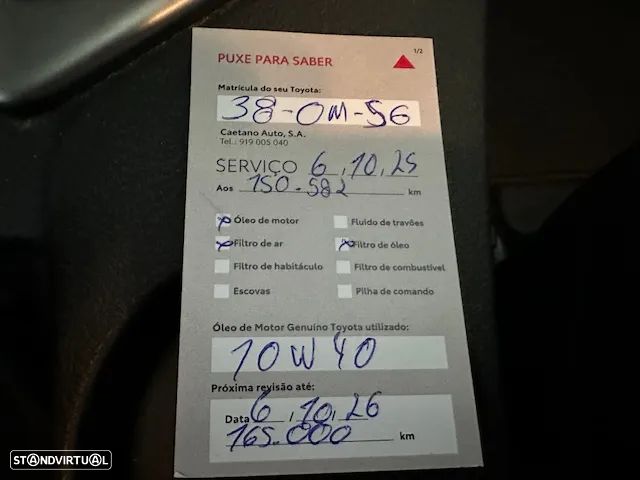 PUXE PARA SABER
1/2
Matrícula do seu Toyota:
38-OM-56
Caetano Auto, S.A.
Tel.: 919 005 040
SERVIÇO 6,10,25
Aos 150.582 km
x Óleo de motor
Fluido de travões
x Filtro de ar
x Filtro de óleo
Filtro de habitáculo
Filtro de combustível
Escovas
Pilha de comando
Óleo de Motor Genuíno Toyota utilizado:
10W40
Próxima revisão até:
Data 6,10,26
165.000 km
STANDVIRTUAL